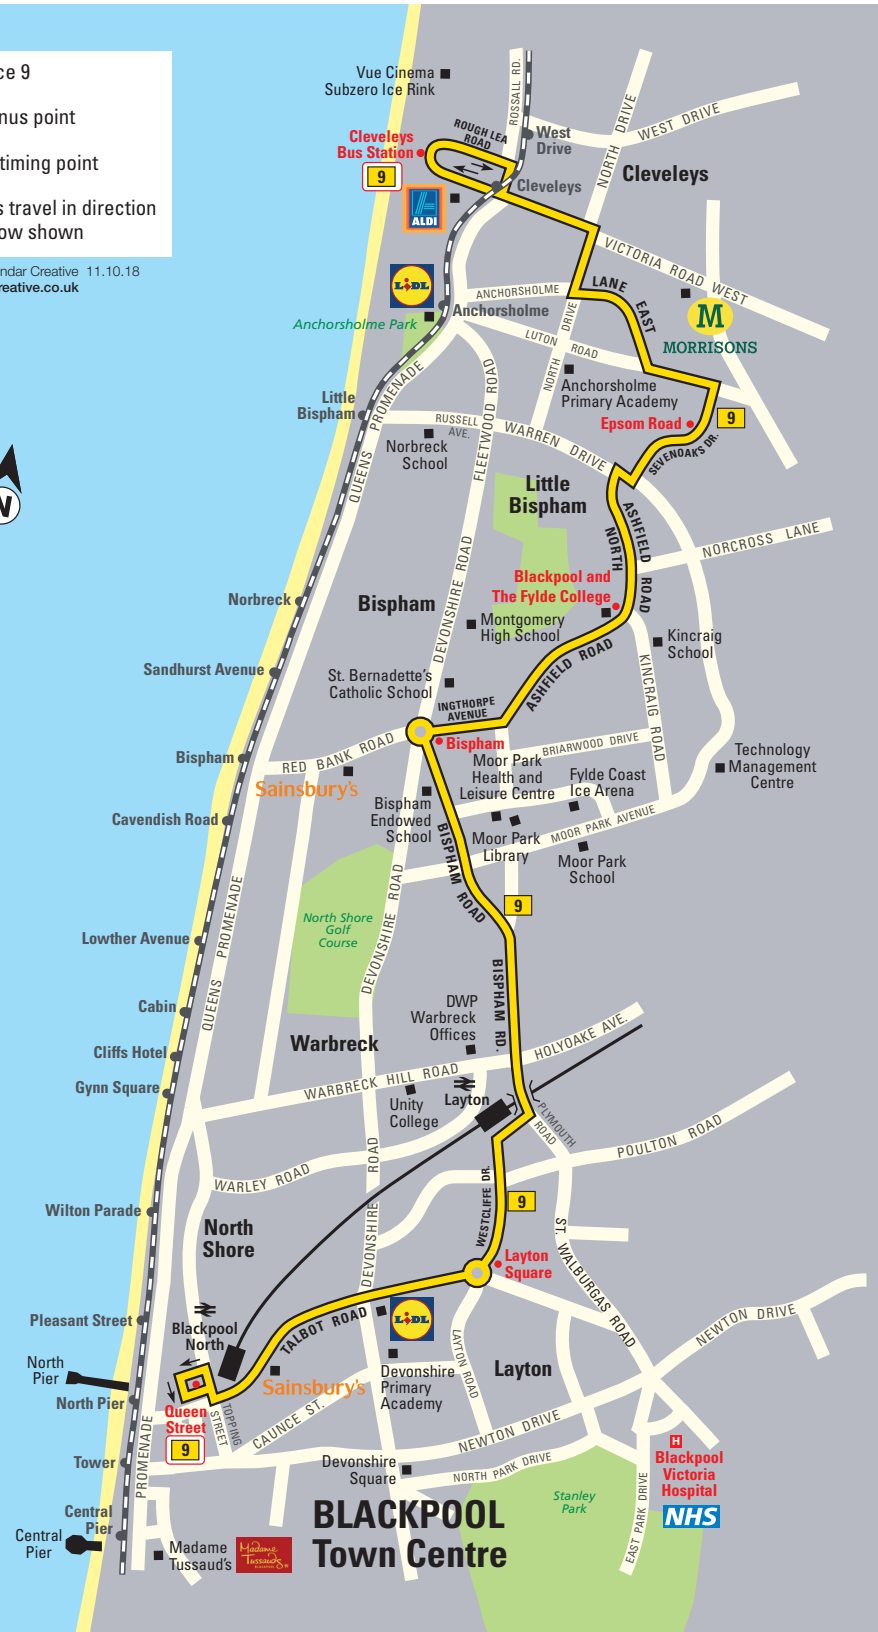 ce 9
nus point
timing point
s travel in direction
ow shown
ndar Creative 11.10.18
reative.co.uk
N
Vue Cinema
Subzero Ice Rink
ROSSALL RD.
ROUGH LEA
ROAD
West
Drive
WEST DRIVE
NORTH DRIVE
Cleveleys
Bus Station
9
Cleveleys
Cleveleys
ALDI
VICTORIA ROAD WEST
LiDL
ANCHORSHOLME
LANE EAST
Anchorsholme
Anchorsholme Park
M
MORRISONS
LUTON ROAD
NORTH DRIVE
Anchorsholme
Primary Academy
QUEENS PROMENADE
FLEETWOOD ROAD
Little
Bispham
RUSSELL
AVE.
WARREN DRIVE
Epsom Road
9
SEVENOAKS DR.
Norbreck
School
Little
Bispham
ASHFIELD ROAD
NORTH
NORCROSS LANE
DEVONSHIRE ROAD
Blackpool and
The Fylde College
Norbreck
Bispham
Montgomery
High School
Kincraig
School
ASHFIELD ROAD
KINCRAIG ROAD
Sandhurst Avenue
St. Bernadette's
Catholic School
INGTHORPE
AVENUE
Bispham
RED BANK ROAD
Bispham
BRIARWOOD DRIVE
Technology
Management
Centre
Moor Park
Health and
Leisure Centre
Fylde Coast
Ice Arena
Sainsbury's
Bispham
Endowed
School
Cavendish Road
MOOR PARK AVENUE
Moor Park
Library
Moor Park
School
BISPHAM ROAD
QUEENS PROMENADE
DEVONSHIRE ROAD
9
North Shore
Golf
Course
Lowther Avenue
BISPHAM RD.
Cabin
DWP
Warbreck
Offices
Warbreck
HOLYOAKE AVE.
Cliffs Hotel
Gynn Square
WARBRECK HILL ROAD
Layton
Unity
College
PLYMOUTH
ROAD
POULTON ROAD
DEVONSHIRE ROAD
WARLEY ROAD
WESTCLIFFE DR.
9
Wilton Parade
North
Shore
ST. WALBURGAS ROAD
Layton
Square
Pleasant Street
Blackpool
North
TALBOT ROAD
LiDL
NEWTON DRIVE
North
Pier
LAYTON ROAD
Devonshire
Primary
Academy
Layton
Sainsbury's
North Pier
Queen
Street
9
TOPPING
STREET
CAUNCE ST.
NEWTON DRIVE
PROMENADE
Tower
Devonshire
Square
NORTH PARK DRIVE
H
Blackpool
Victoria
Hospital
NHS
Stanley
Park
EAST PARK DRIVE
Central
Pier
Central
Pier
BLACKPOOL
Town Centre
Madame
Tussaud's
Madame
Tussauds
BLACKPOOL